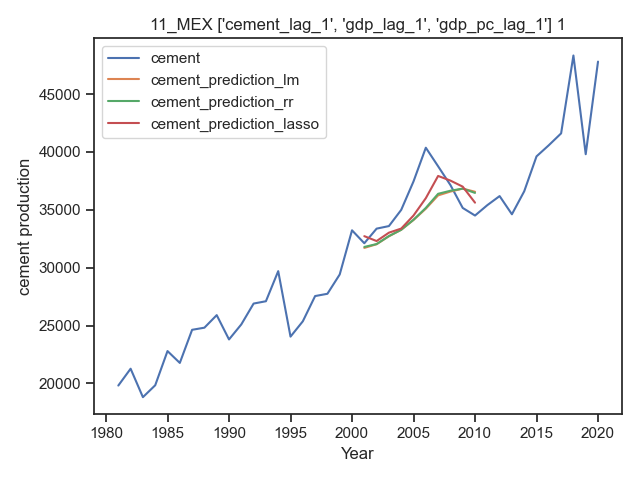 11_MEX ['cement_lag_1', 'gdp_lag_1', 'gdp_pc_lag_1'] 1
cement
cement_prediction_lm
cement_prediction_rr
cement_prediction_lasso
cement production
45000
40000
35000
30000
25000
20000
1980 1985 1990 1995 2000 2005 2010 2015 2020
Year